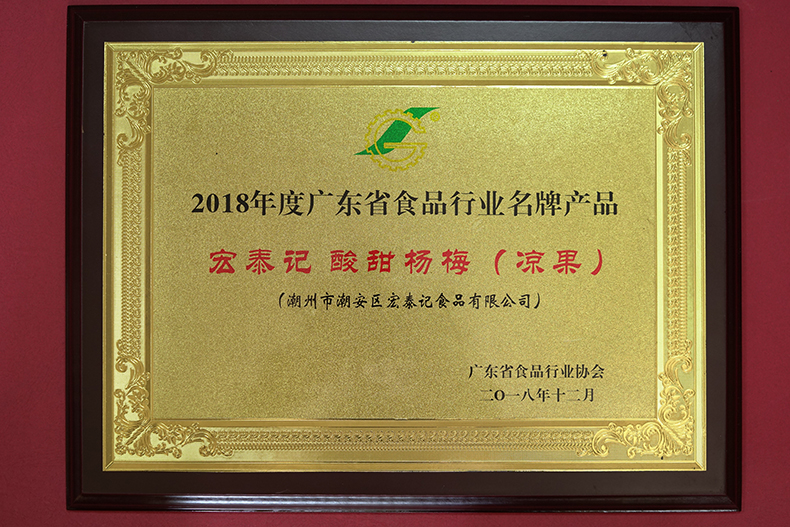 2018年度广东省食品行业名牌产品
宏泰记 酸甜杨梅（凉果）
（潮州市潮安区宏泰记食品有限公司）
广东省食品行业协会
二〇一八年十二月